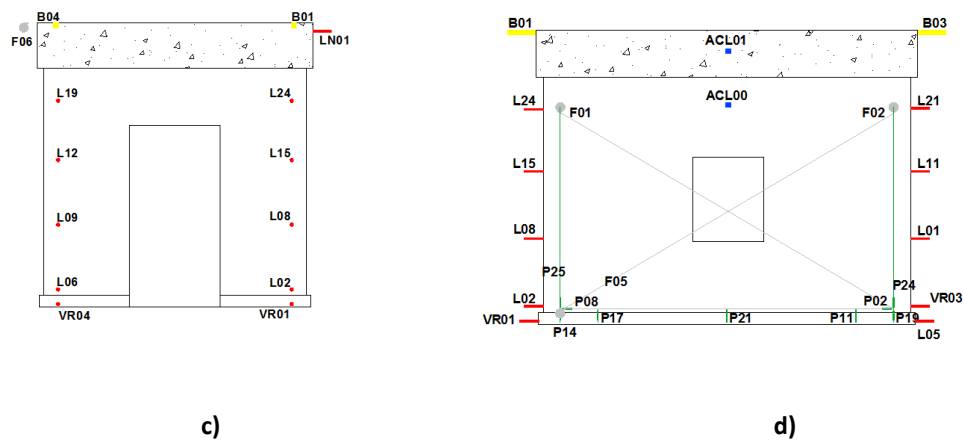 B04
B01
F06
LN01
L19
L24
L12
L15
L09
L08
L06
L02
VR04
VR01
c)
B01
B03
ACL01
ACL00
L24
F01
F02
L21
L15
L11
L08
L01
P25
F05
P24
L02
P08
P02
VR03
VR01
P17
P21
P11
P19
P14
L05
d)